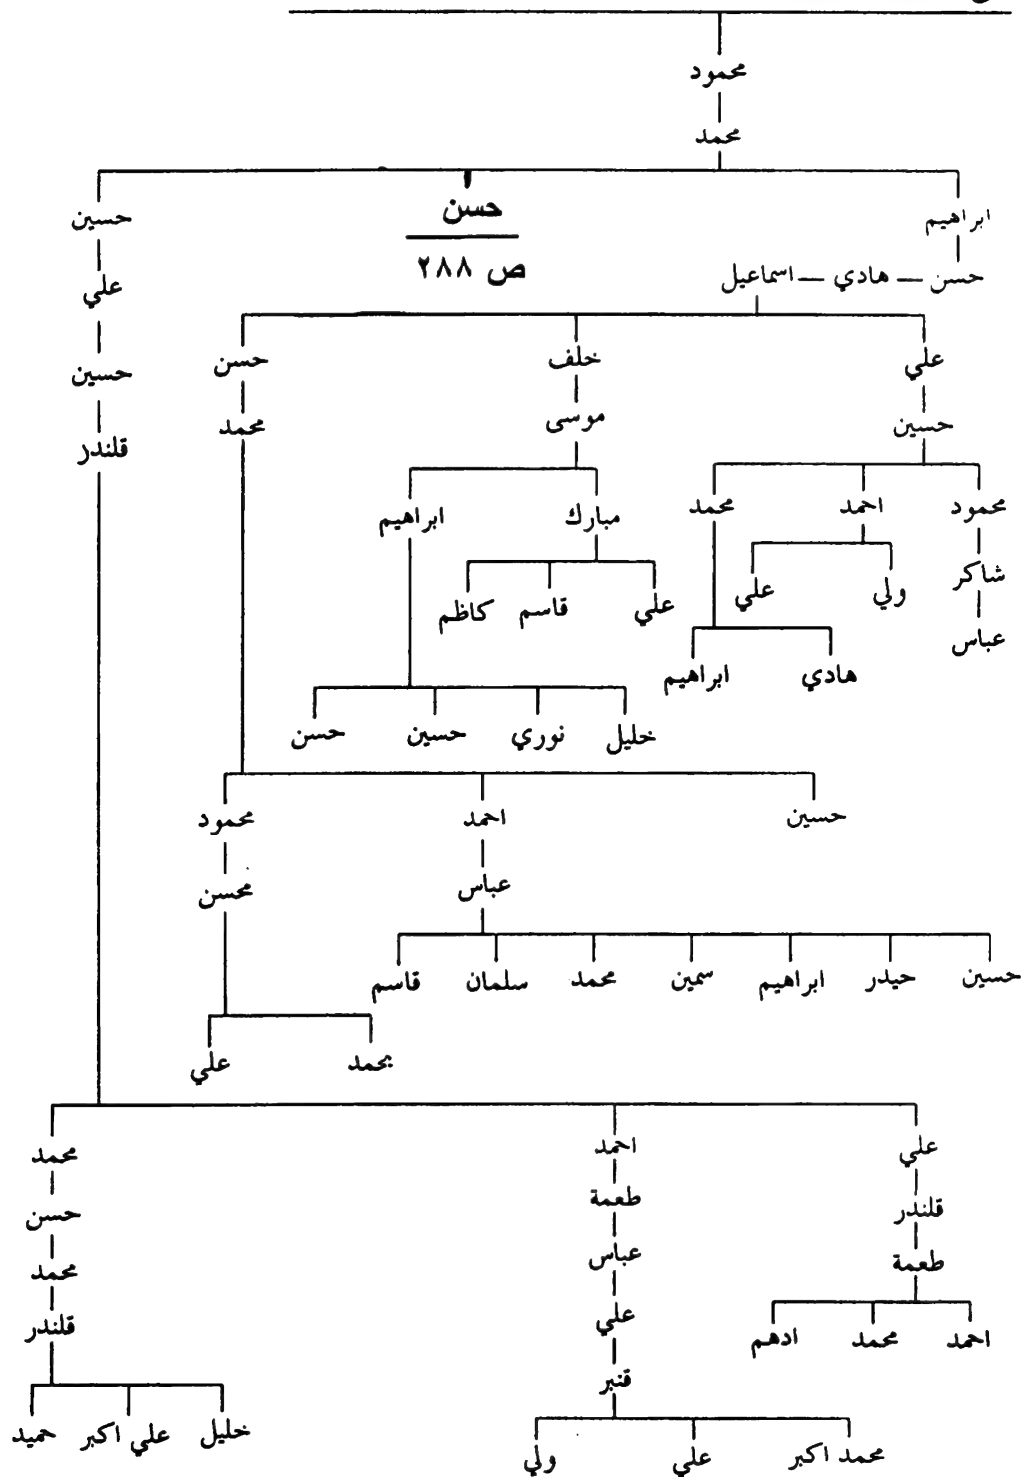 محمود
محمد
ابراهيم حسن حسين
ص ٢٨٨
حسن — هادي — اسماعيل
علي
علي خلف حسن
حسين
حسين موسى محمد
قلندر
محمود احمد محمد مبارك ابراهيم
شاكر
ولي علي علي قاسم كاظم
عباس
هادي ابراهيم
خليل نوري حسين حسن
حسين احمد محمود
عباس محسن
حسين حيدر ابراهيم سمين محمد سلمان قاسم
محمد علي
علي احمد محمد
قلندر طعمة حسن
طعمة عباس محمد
احمد محمد ادهم علي قلندر
قنبر
خليل علي اكبر حميد
محمد اكبر علي ولي